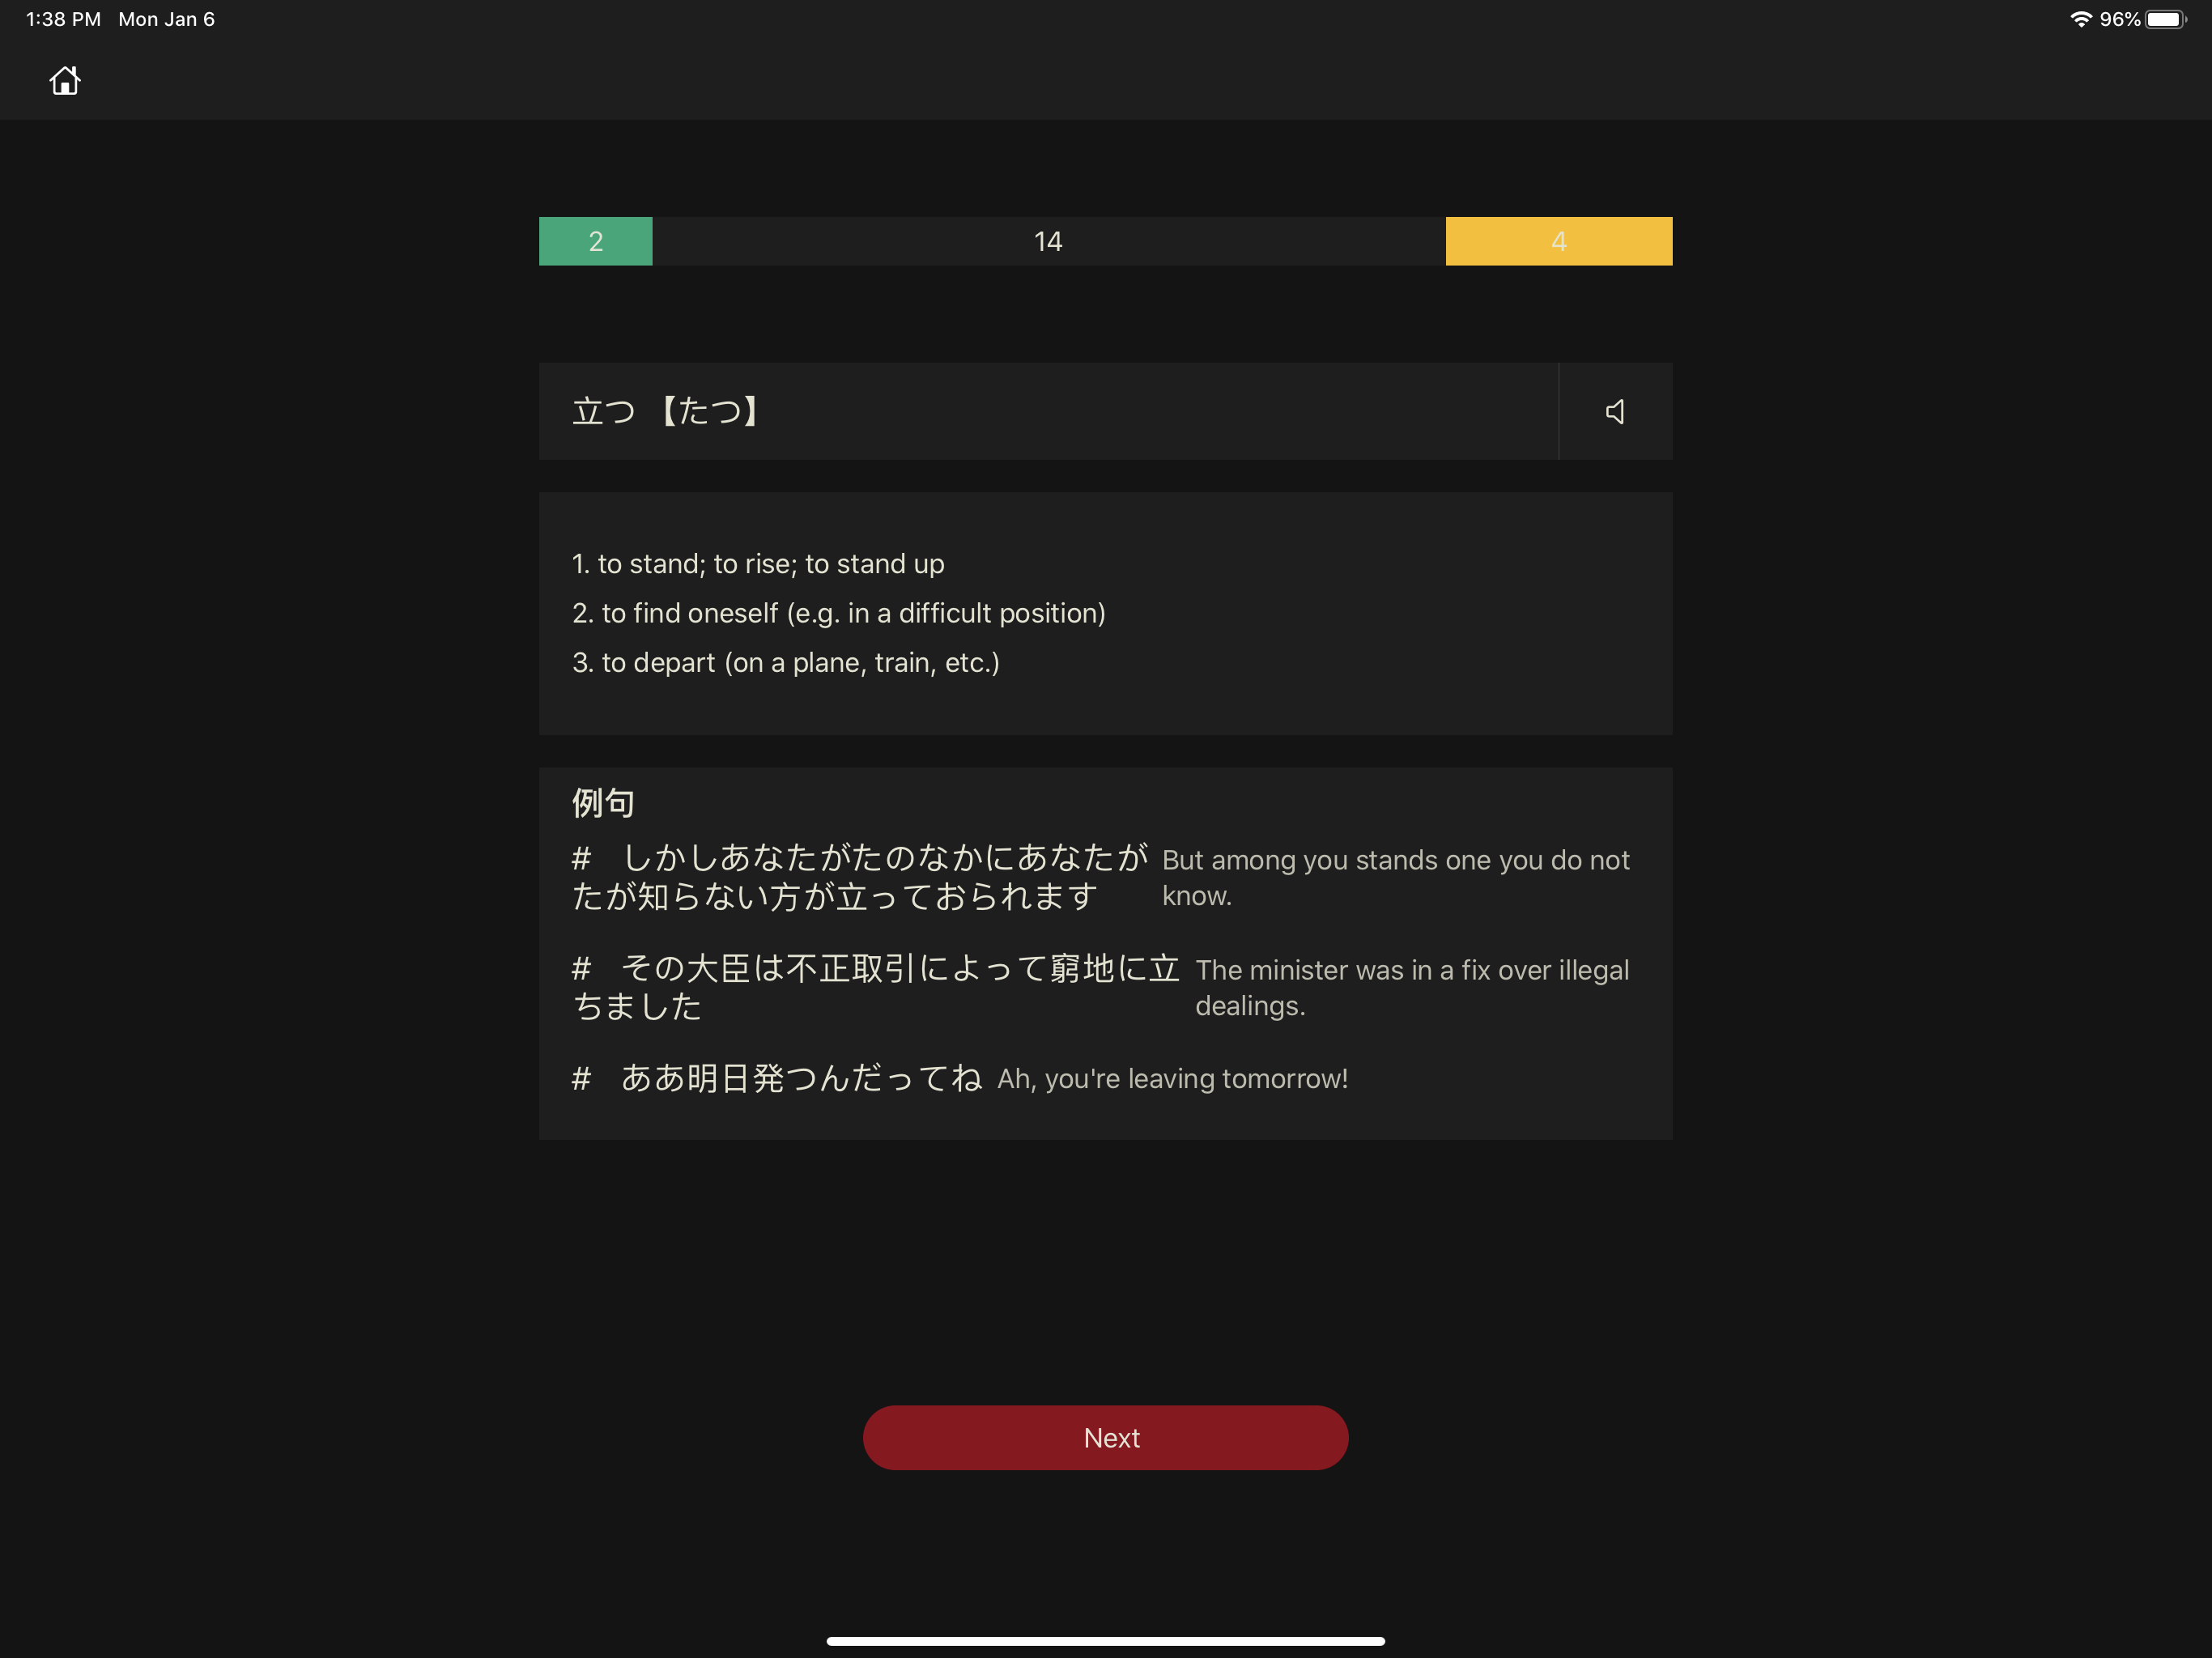 1:38 PM Mon Jan 6
96%
2 14 4
立つ 【たつ】
1. to stand; to rise; to stand up
2. to find oneself (e.g. in a difficult position)
3. to depart (on a plane, train, etc.)
例句
# しかしあなたがたのなかにあなたが
たが知らない方が立っておられます
But among you stands one you do not
know.
# その大臣は不正取引によって窮地に立
ちました
The minister was in a fix over illegal
dealings.
# ああ明日発つんだってね Ah, you're leaving tomorrow!
Next